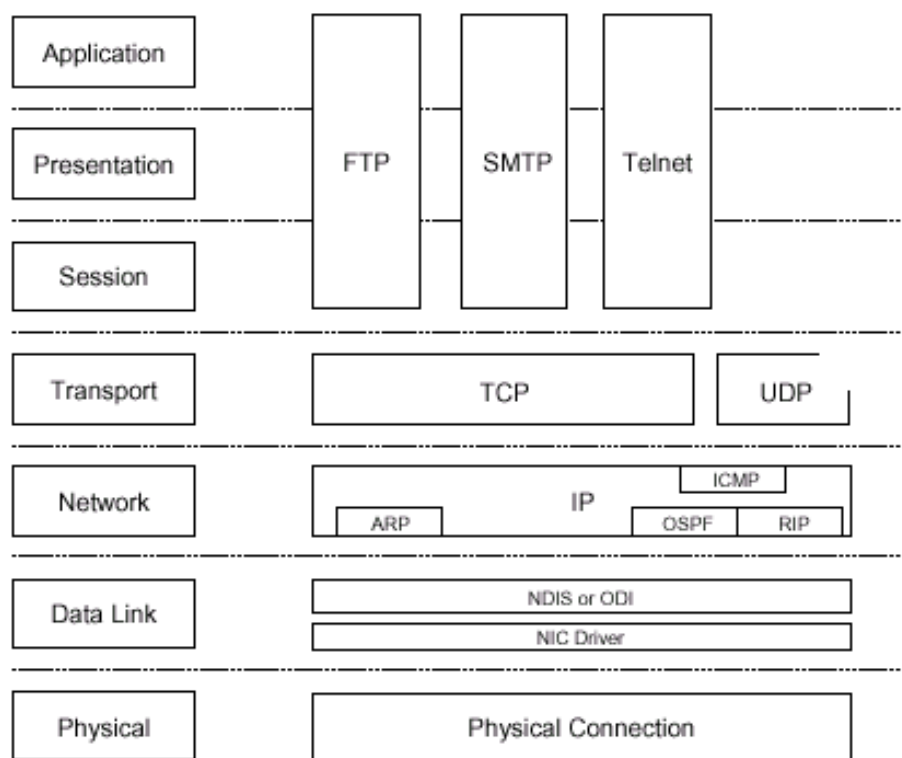 Application
Presentation
FTP
SMTP
Telnet
Session
Transport
TCP
UDP
Network
IP
ICMP
ARP
OSPF
RIP
Data Link
NDIS or ODI
NIC Driver
Physical
Physical Connection